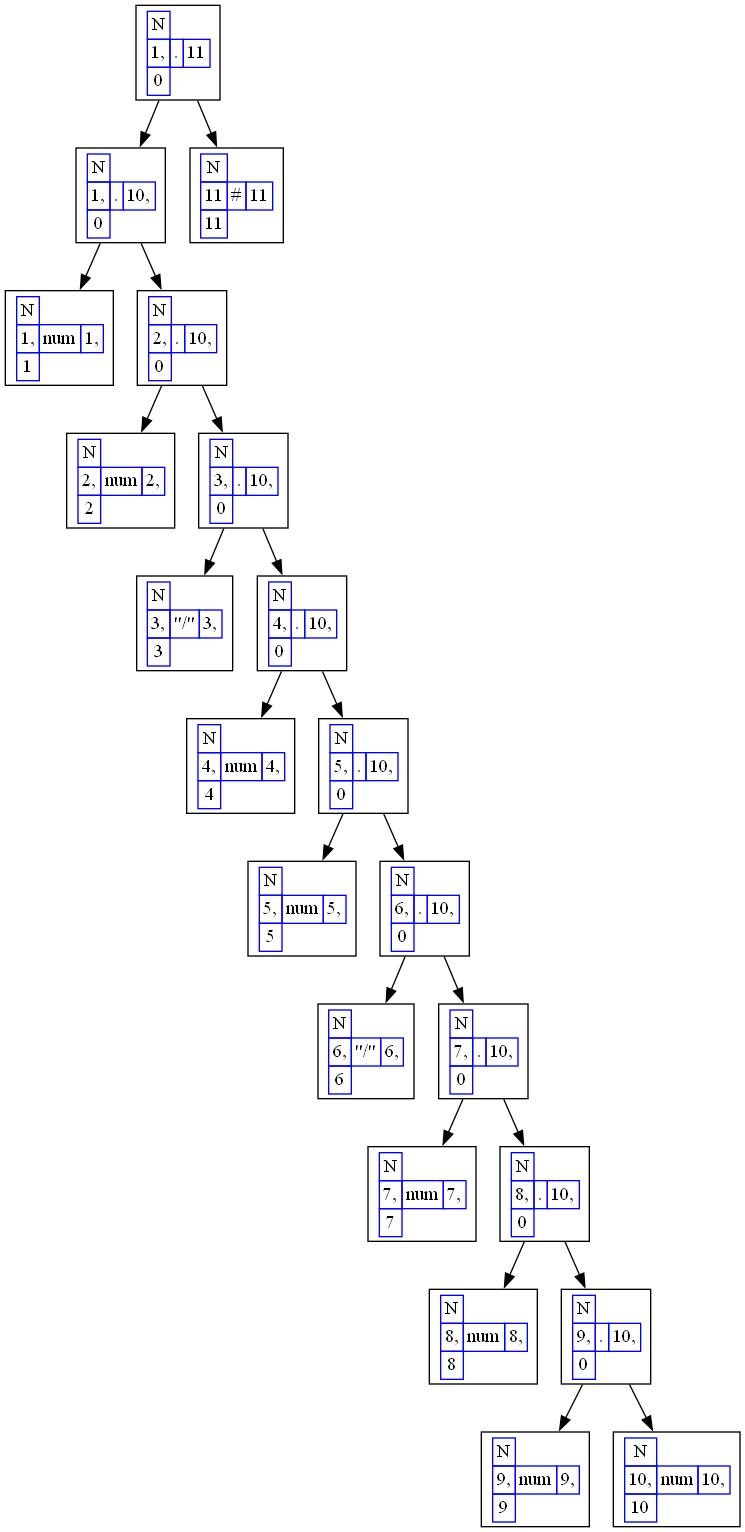 N
1, . 11
0
N
1, . 10,
0
N
11 # 11
11
N
1, num 1,
1
N
2, . 10,
0
N
2, num 2,
2
N
3, . 10,
0
N
3, "/" 3,
3
N
4, . 10,
0
N
4, num 4,
4
N
5, . 10,
0
N
5, num 5,
5
N
6, . 10,
0
N
6, "/" 6,
6
N
7, . 10,
0
N
7, num 7,
7
N
8, . 10,
0
N
8, num 8,
8
N
9, . 10,
0
N
9, num 9,
9
N
10, num 10,
10